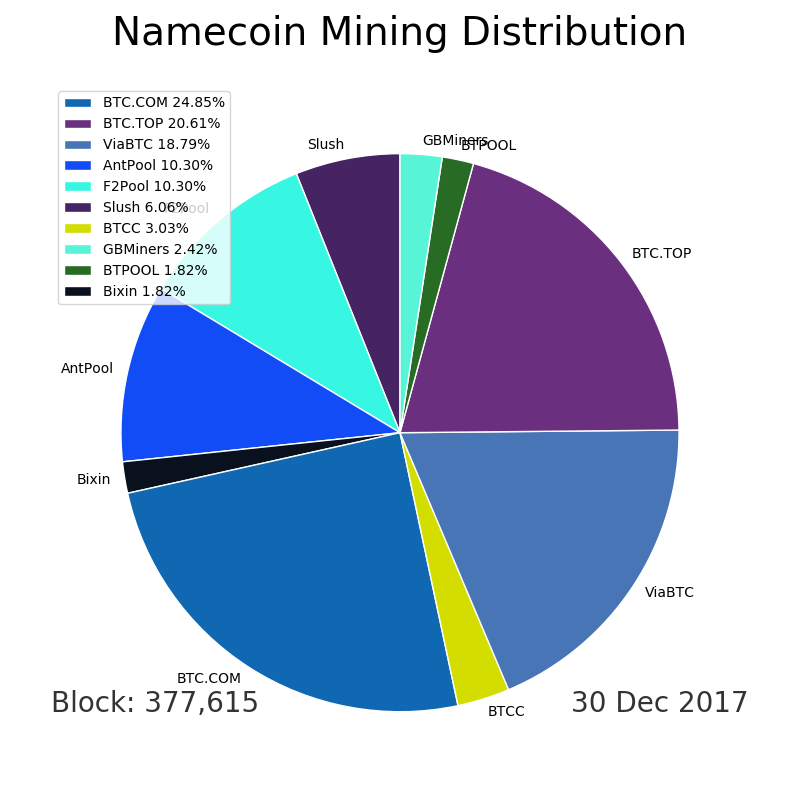 Namecoin Mining Distribution
BTC.COM 24.85%
BTC.TOP 20.61%
ViaBTC 18.79%
AntPool 10.30%
F2Pool 10.30%
Slush 6.06%
BTCC 3.03%
GBMiners 2.42%
BTPOOL 1.82%
Bixin 1.82%
Slush
GBMiners
BTPOOL
F2Pool
BTC.TOP
AntPool
Bixin
ViaBTC
BTC.COM
BTCC
Block: 377,615
30 Dec 2017